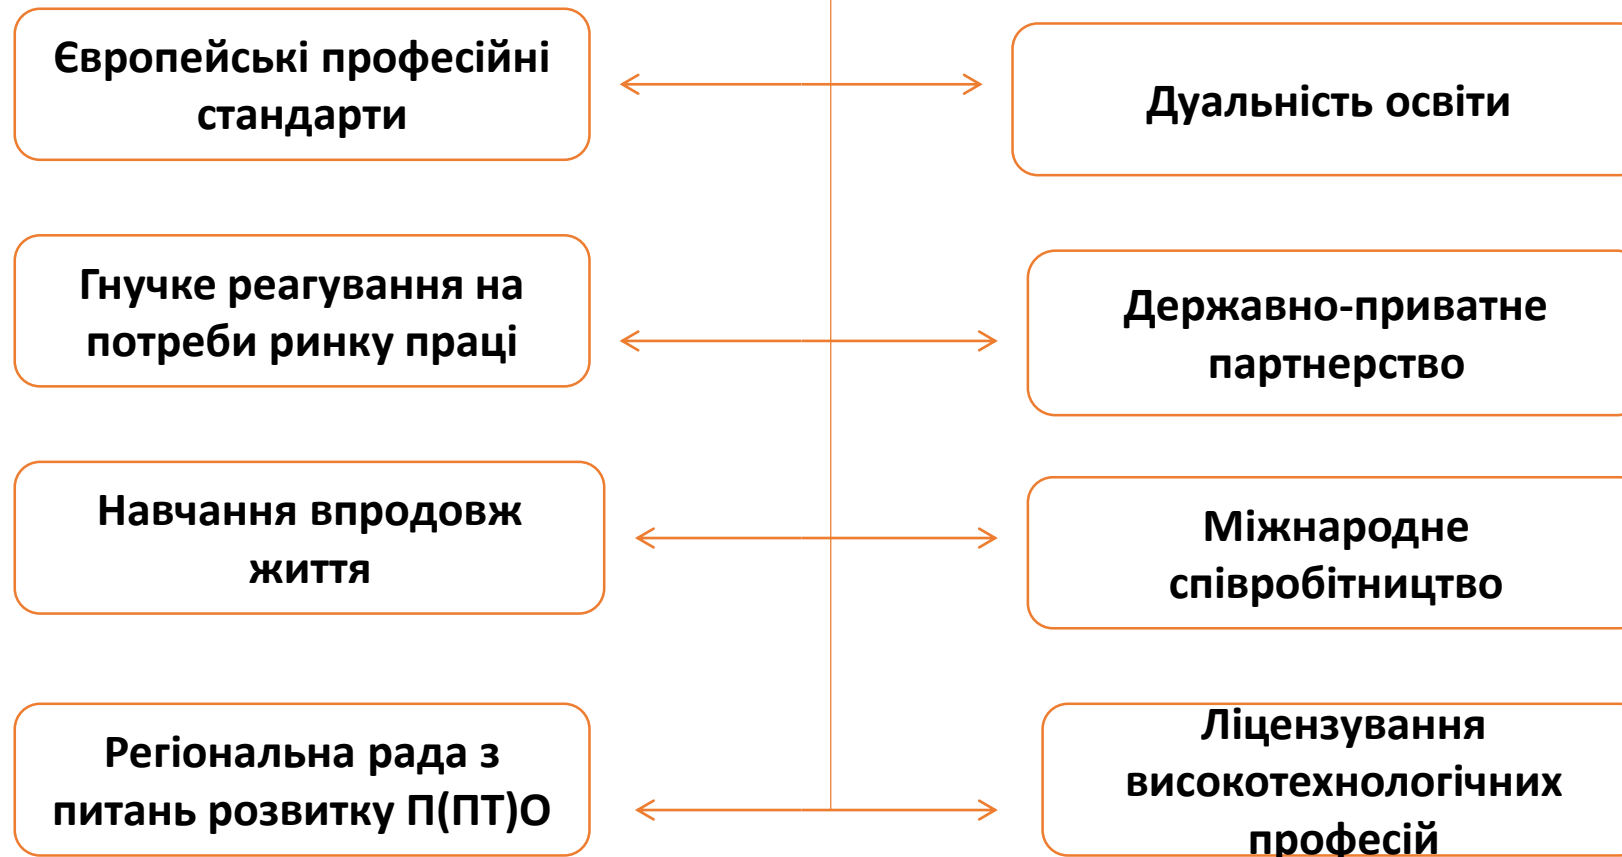 Європейські професійні
стандарти
Дуальність освіти
Гнучке реагування на
потреби ринку праці
Державно-приватне
партнерство
Навчання впродовж
життя
Міжнародне
співробітництво
Регіональна рада з
питань розвитку П(ПТ)О
Ліцензування
високотехнологічних
професій